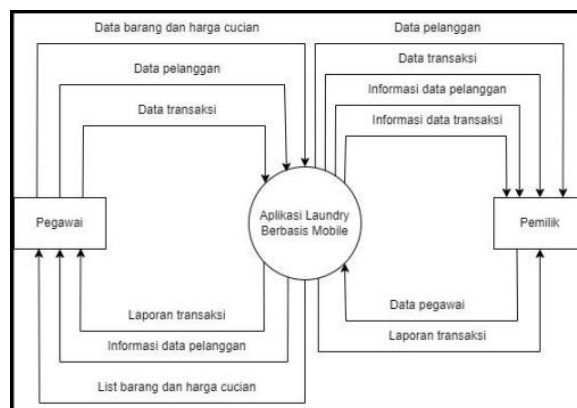 Data barang dan harga cucian
Data pelanggan
Data pelanggan
Data transaksi
Informasi data pelanggan
Data transaksi
Informasi data transaksi
Pegawai
Aplikasi Laundry
Berbasis Mobile
Pemilik
Data pegawai
Laporan transaksi
Laporan transaksi
Informasi data pelanggan
List barang dan harga cucian